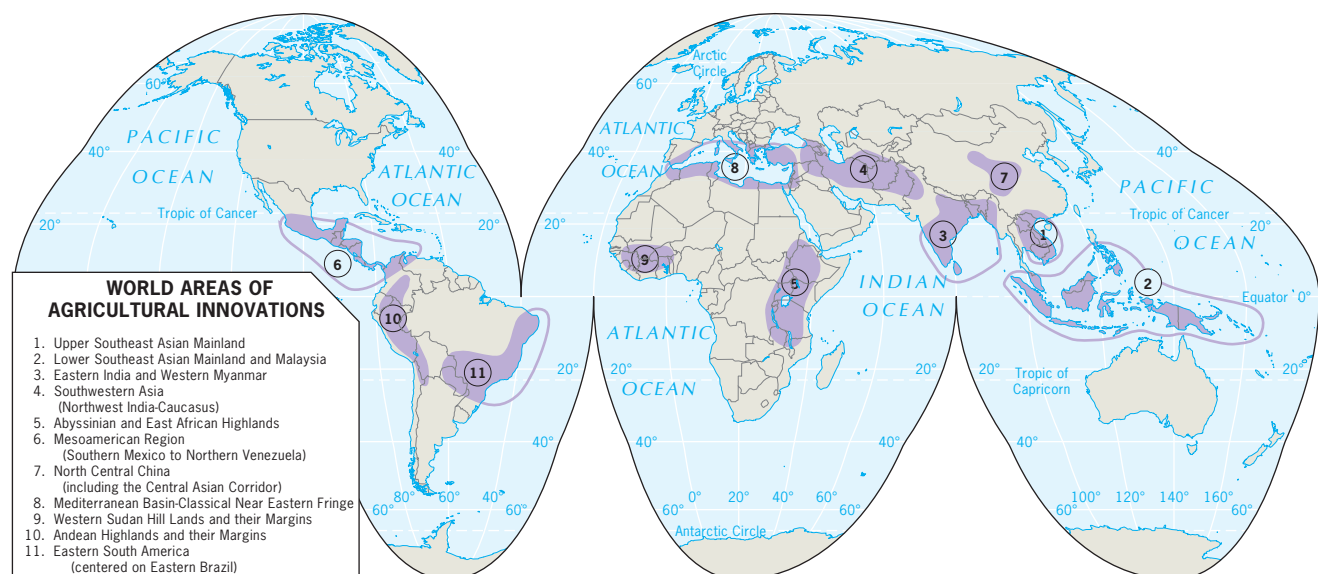 Arctic
Circle
60°
60°
PACIFIC
OCEAN
ATLANTIC
OCEAN
ATLANTIC
OCEAN
PACIFIC
OCEAN
40°
40°
40°
40°
Tropic of Cancer
Tropic of Cancer
20°
20°
20°
20°
INDIAN
OCEAN
ATLANTIC
OCEAN
Equator
0°
Tropic of
Capricorn
20°
20°
20°
20°
40°
40°
40°
40°
80°
60°
40°
60°
60°
0°
20°
40°
60°
60°
60°
100°
120°
140°
160°
60°
60°
Antarctic Circle
1
2
3
4
5
6
7
8
9
10
11
WORLD AREAS OF
AGRICULTURAL INNOVATIONS
1. Upper Southeast Asian Mainland
2. Lower Southeast Asian Mainland and Malaysia
3. Eastern India and Western Myanmar
4. Southwestern Asia
(Northwest India-Caucasus)
5. Abyssinian and East African Highlands
6. Mesoamerican Region
(Southern Mexico to Northern Venezuela)
7. North Central China
(including the Central Asian Corridor)
8. Mediterranean Basin-Classical Near Eastern Fringe
9. Western Sudan Hill Lands and their Margins
10. Andean Highlands and their Margins
11. Eastern South America
(centered on Eastern Brazil)